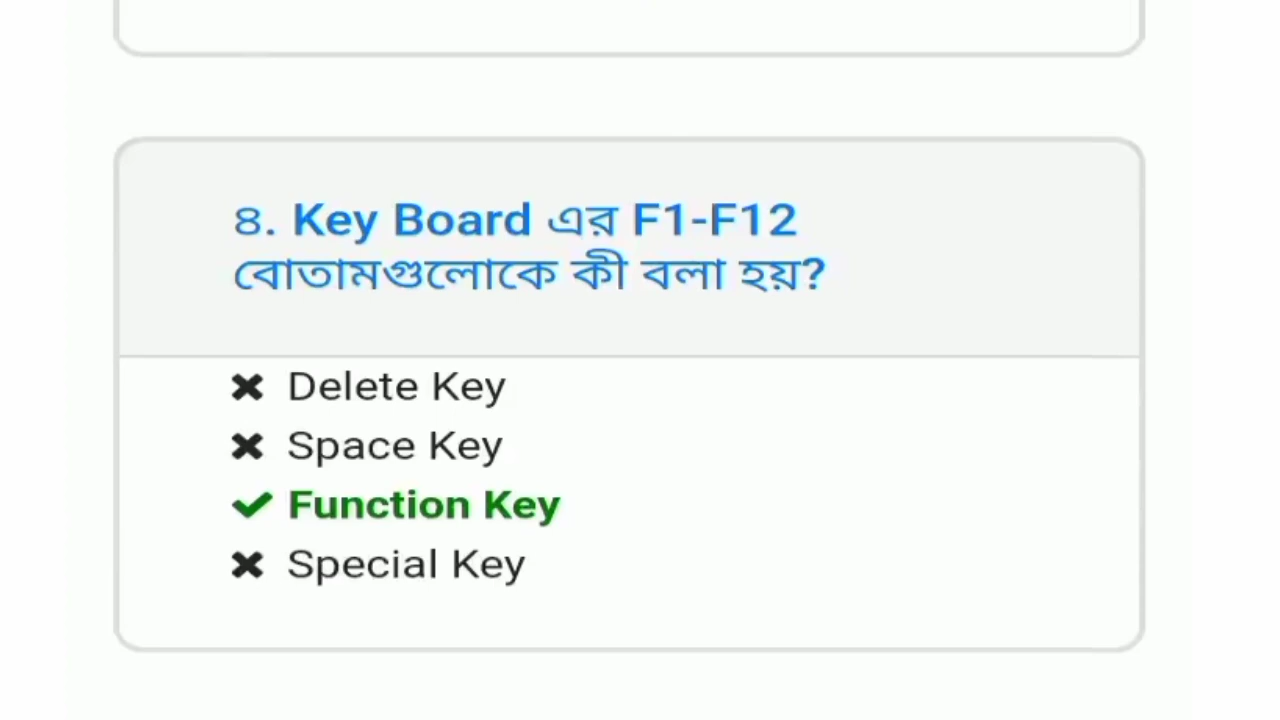 ৪. Key Board এর F1-F12
বোতামগুলোকে কী বলা হয়?
✖ Delete Key
✖ Space Key
✔ Function Key
✖ Special Key